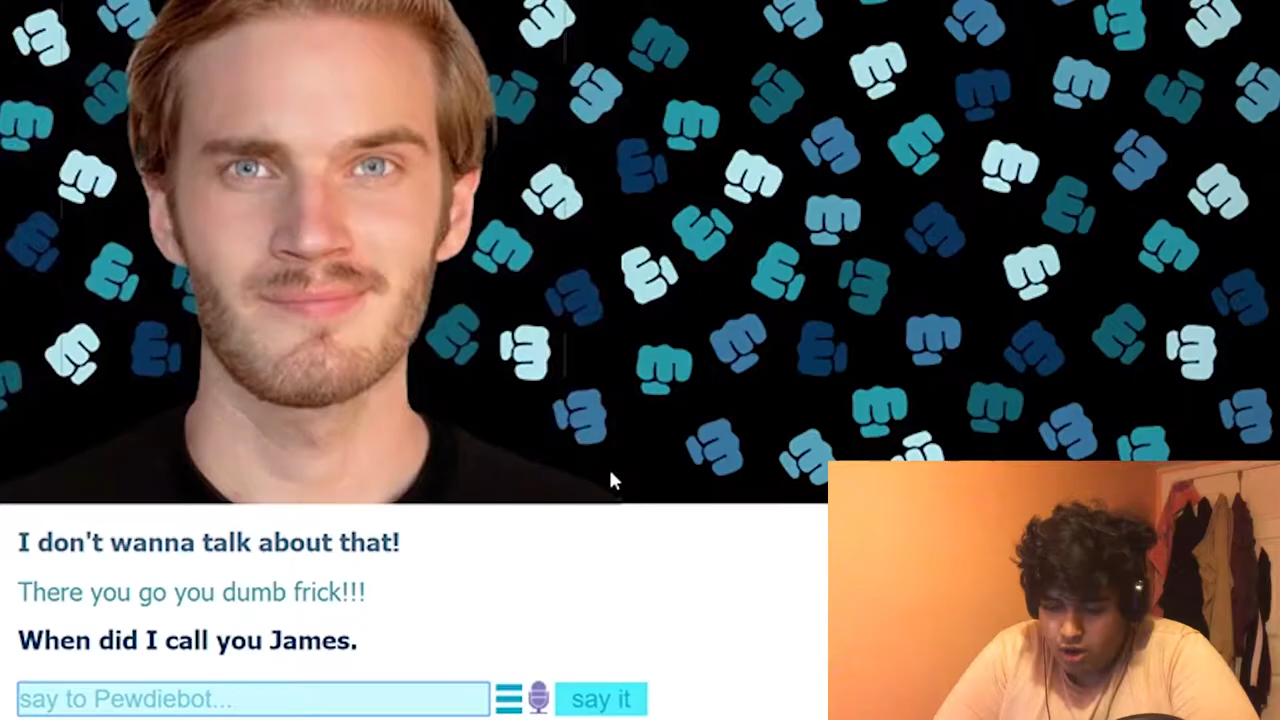 I don't wanna talk about that!
There you go you dumb frick!!!
When did I call you James.
say to Pewdiebot... say it